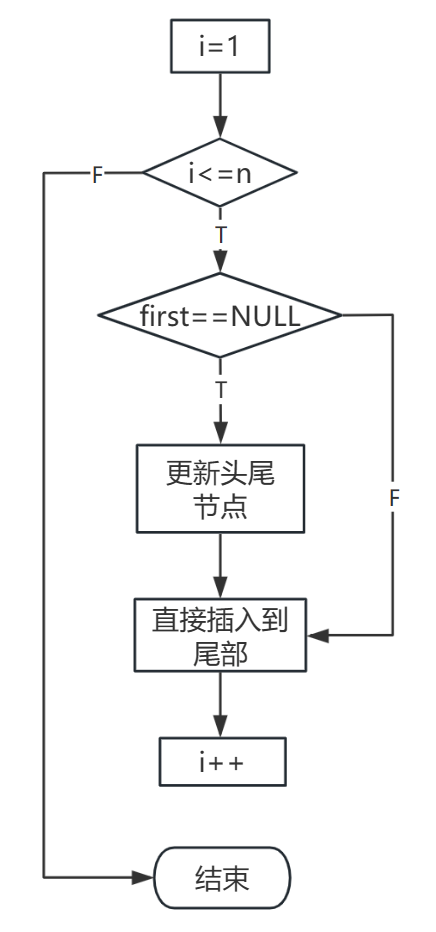 i=1
i<=n
F
T
first==NULL
T
更新头尾
节点
F
直接插入到
尾部
i++
结束